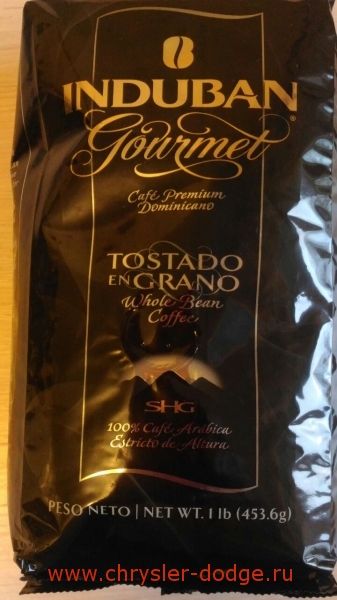 INDUBAN
Gourmet
Café Premium
Dominicano
TOSTADO
EN GRANO
Whole Bean
Coffee
SHG
100% Café Arábica
Estricto de Altura
PESO NETO | NET WT. 1 lb (453.6g)
www.chrysler-dodge.ru